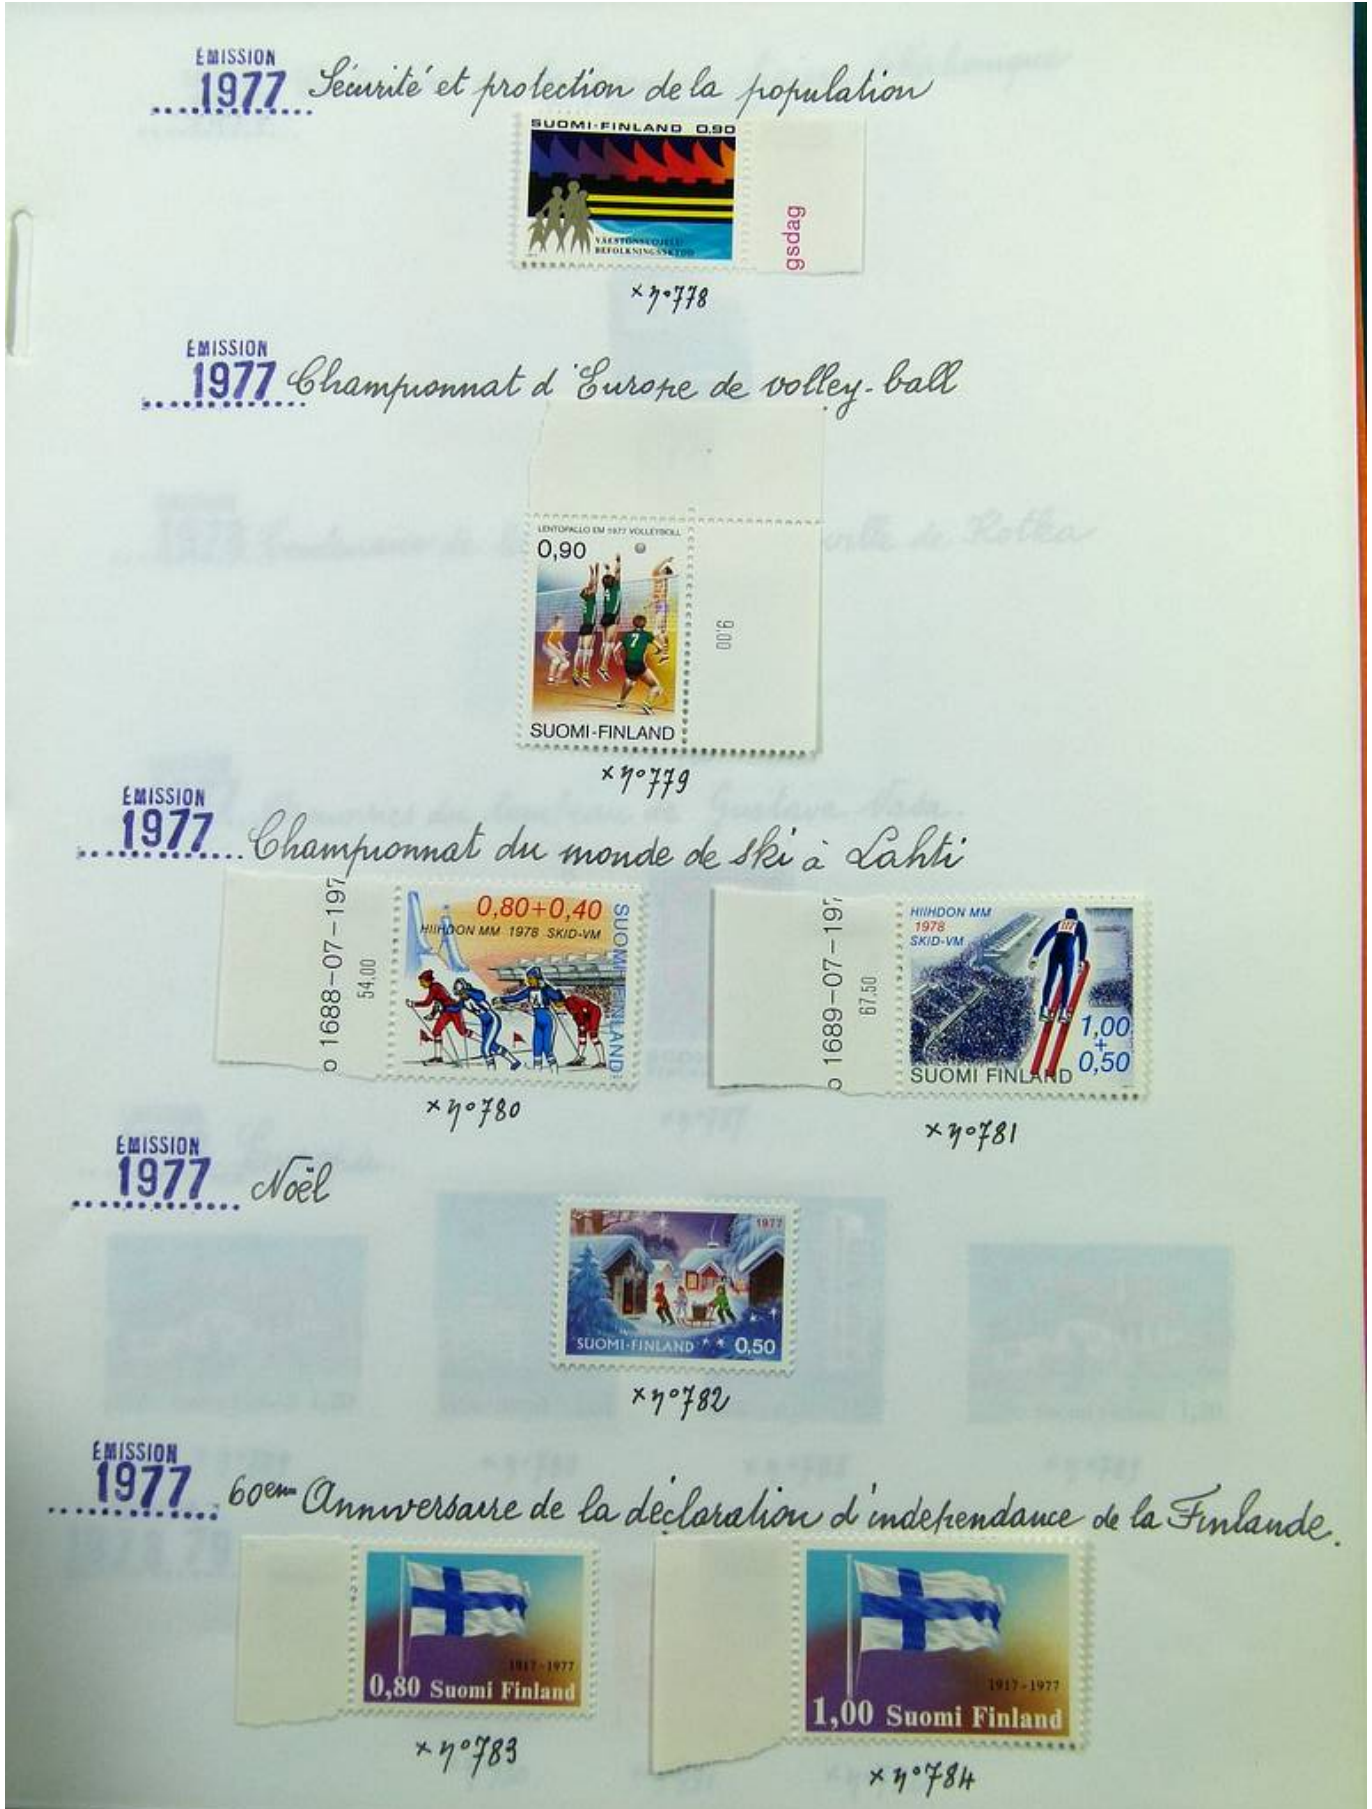 ÉMISSION
1977 Sécurité et protection de la population
SUOMI-FINLAND 0,90
VÄESTÖNSUOJELU
BEFOLKNINGSSKYDD
gsdag
x n° 778
ÉMISSION
1977 Championnat d'Europe de volley-ball
LENTOPALLO EM 1977 VOLLEYBOLL
0,90
7
9,00
SUOMI-FINLAND
x n° 779
ÉMISSION
1977 Championnat du monde de ski à Lahti
o 1688-07-197
54,00
0,80+0,40
HIIHDON MM 1978 SKID-VM
SUOMI FINLAND
4
x n° 780
o 1689-07-197
67,50
HIIHDON MM
1978
SKID-VM
1,00
+
0,50
SUOMI FINLAND
x n° 781
ÉMISSION
1977 Noël
1977
SUOMI-FINLAND 0,50
x n° 782
ÉMISSION
1977 60em Anniversaire de la déclaration d'indépendance de la Finlande.
1917-1977
0,80 Suomi Finland
x n° 783
1917-1977
1,00 Suomi Finland
x n° 784